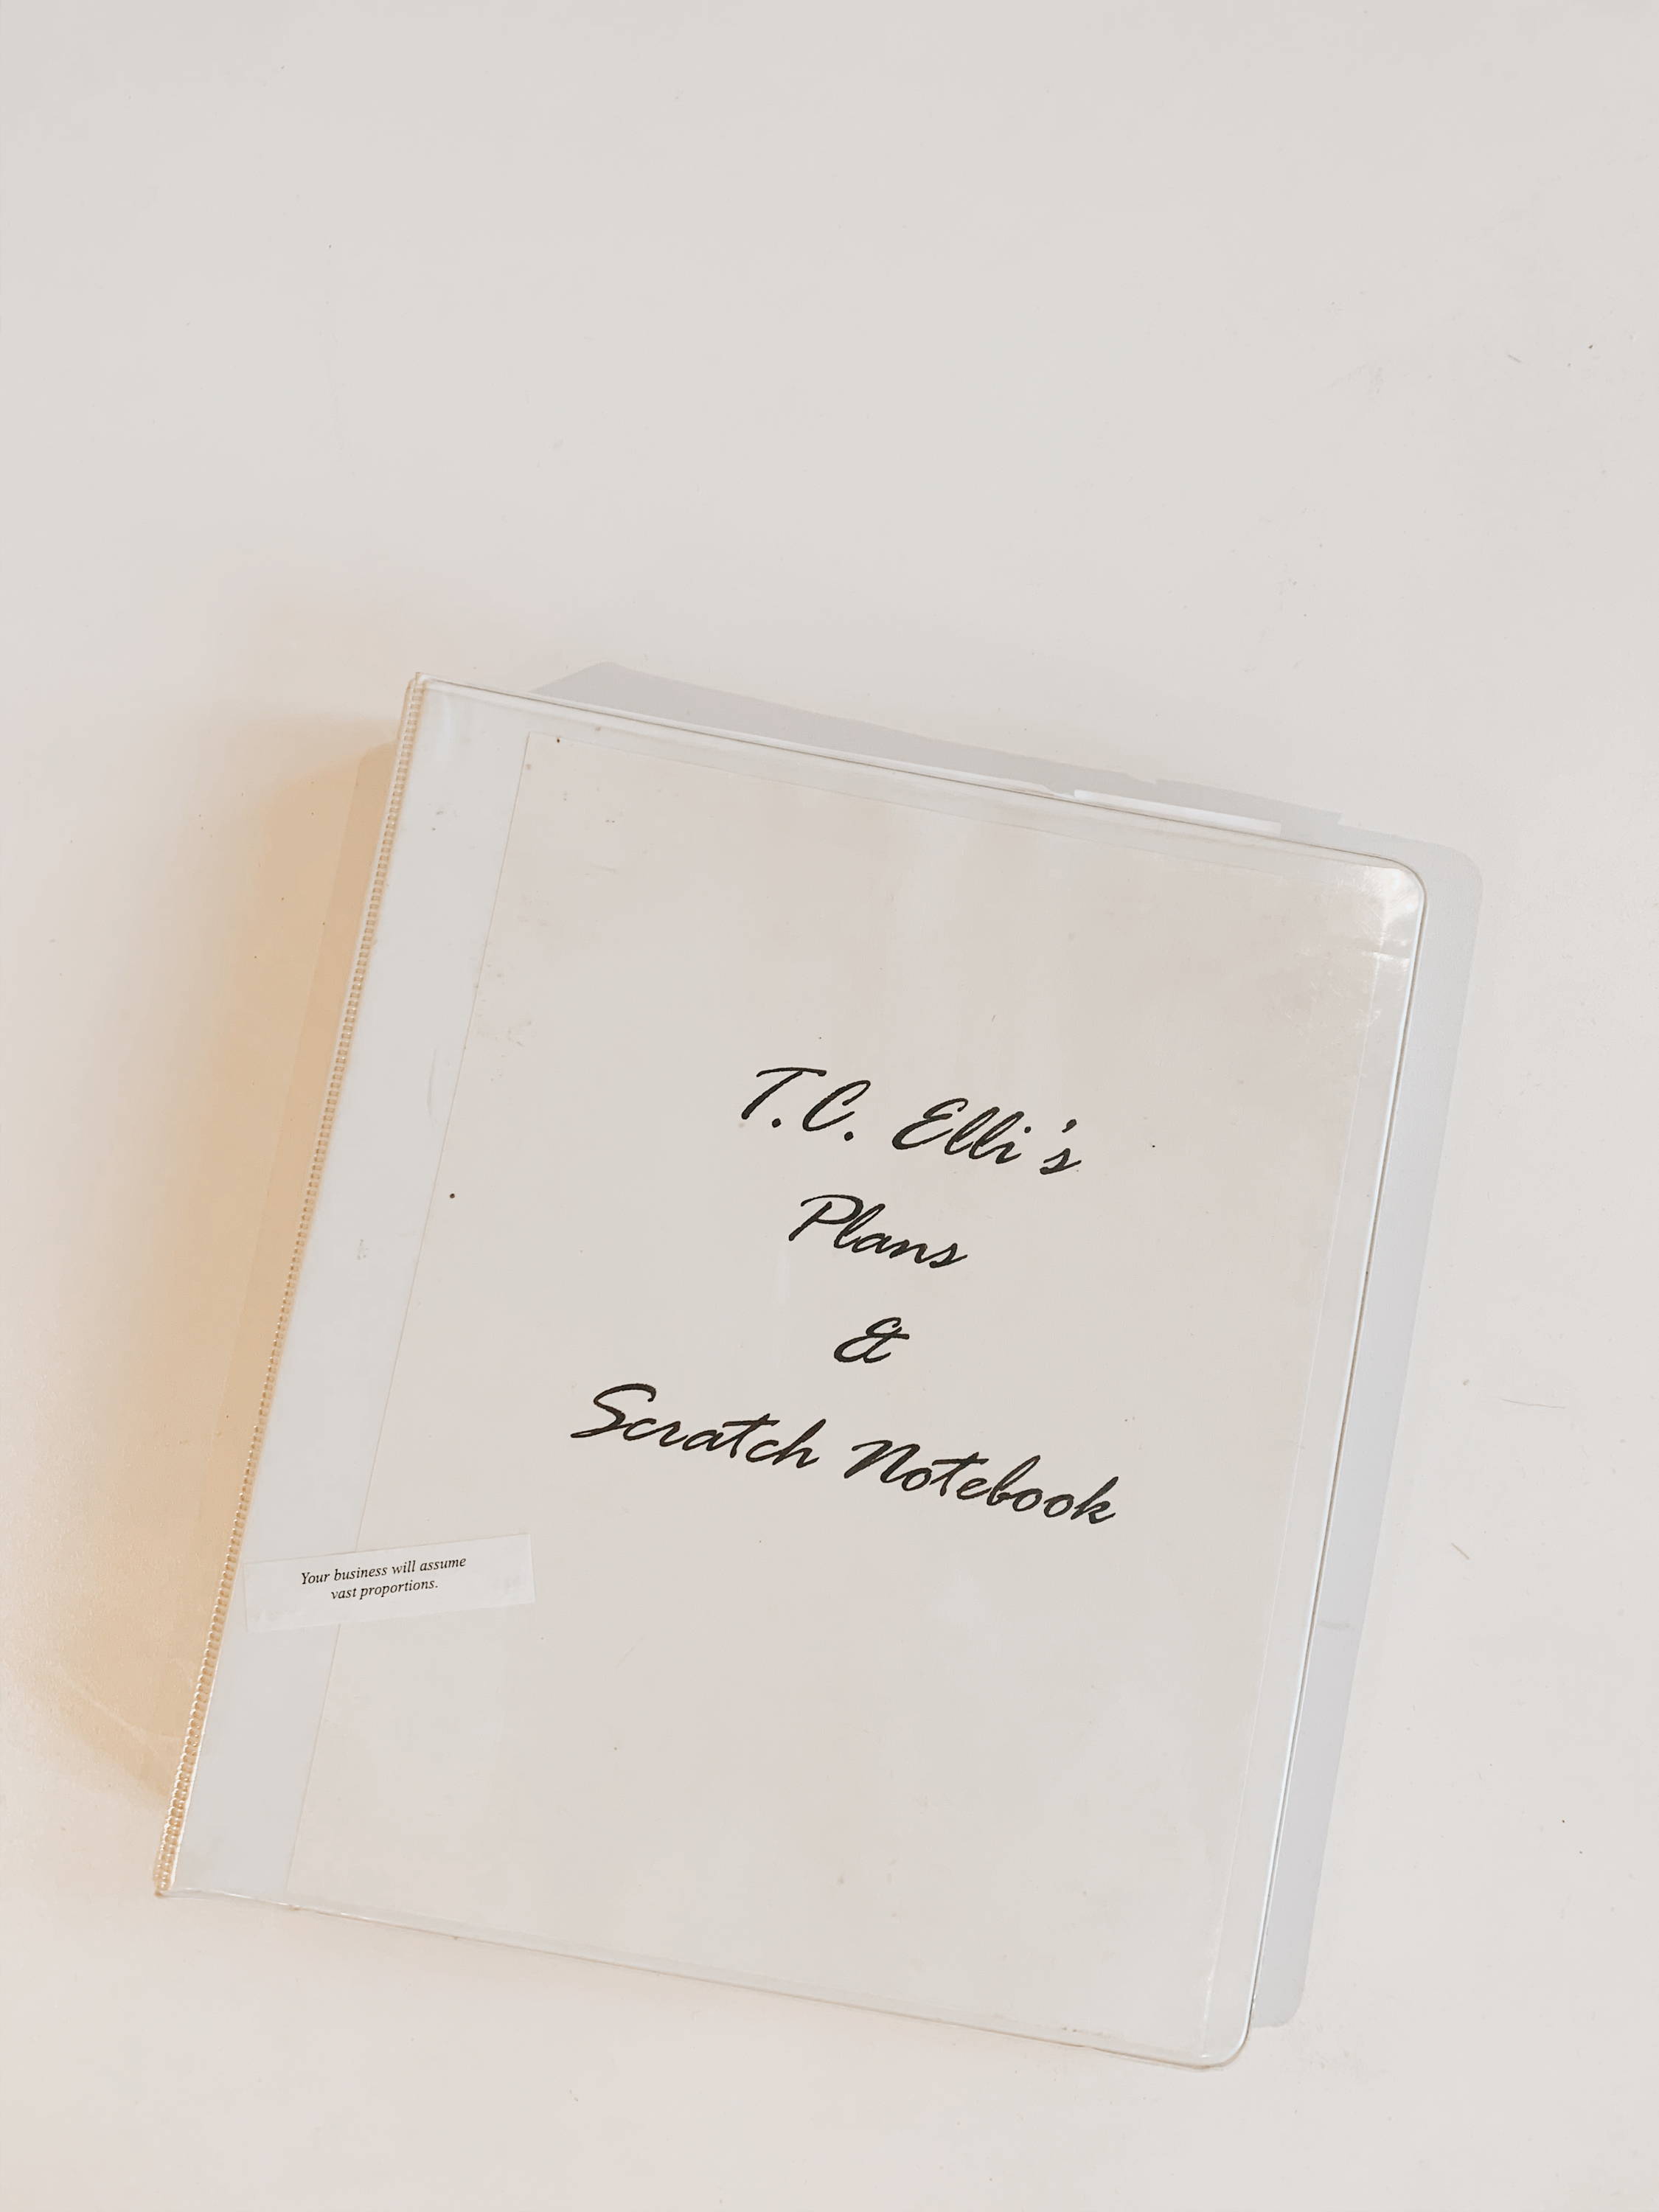 T.C. Elli's
Plans
&
Scratch Notebook
Your business will assume
vast proportions.